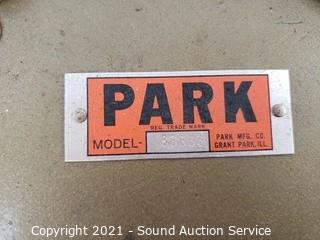 PARK
REG. TRADE MARK
MODEL-
PARK MFG. CO.
GRANT PARK, ILL.
Copyright 2021 - Sound Auction Service